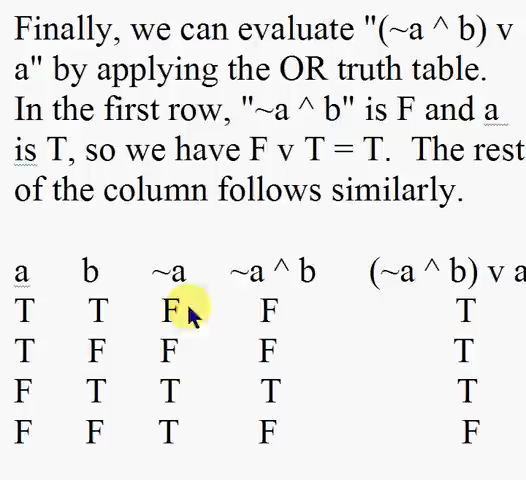 Finally, we can evaluate "(~a ^ b) v
a" by applying the OR truth table.
In the first row, "~a ^ b" is F and a
is T, so we have F v T = T. The rest
of the column follows similarly.
a b ~a ~a ^ b (~a ^ b) v a
T T F F T
T F F F T
F T T T T
F F T F F